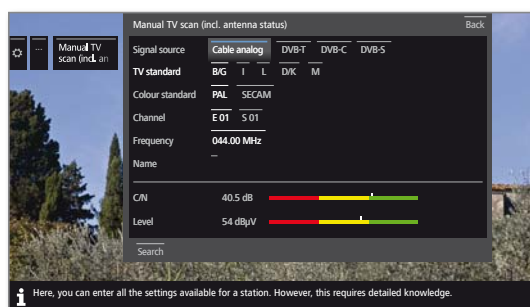 Manual TV scan (incl. antenna status) Back
... Manual TV
scan (incl. an
Signal source Cable analog DVB-T DVB-C DVB-S
TV standard B/G I L D/K M
Colour standard PAL SECAM
Channel E 01 S 01
Frequency 044.00 MHz
Name –
C/N 40.5 dB
Level 54 dBµV
Search
i Here, you can enter all the settings available for a station. However, this requires detailed knowledge.